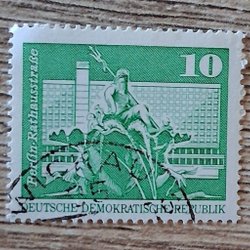 10
Berlin-Rathausstraße
DEUTSCHE DEMOKRATISCHE REPUBLIK